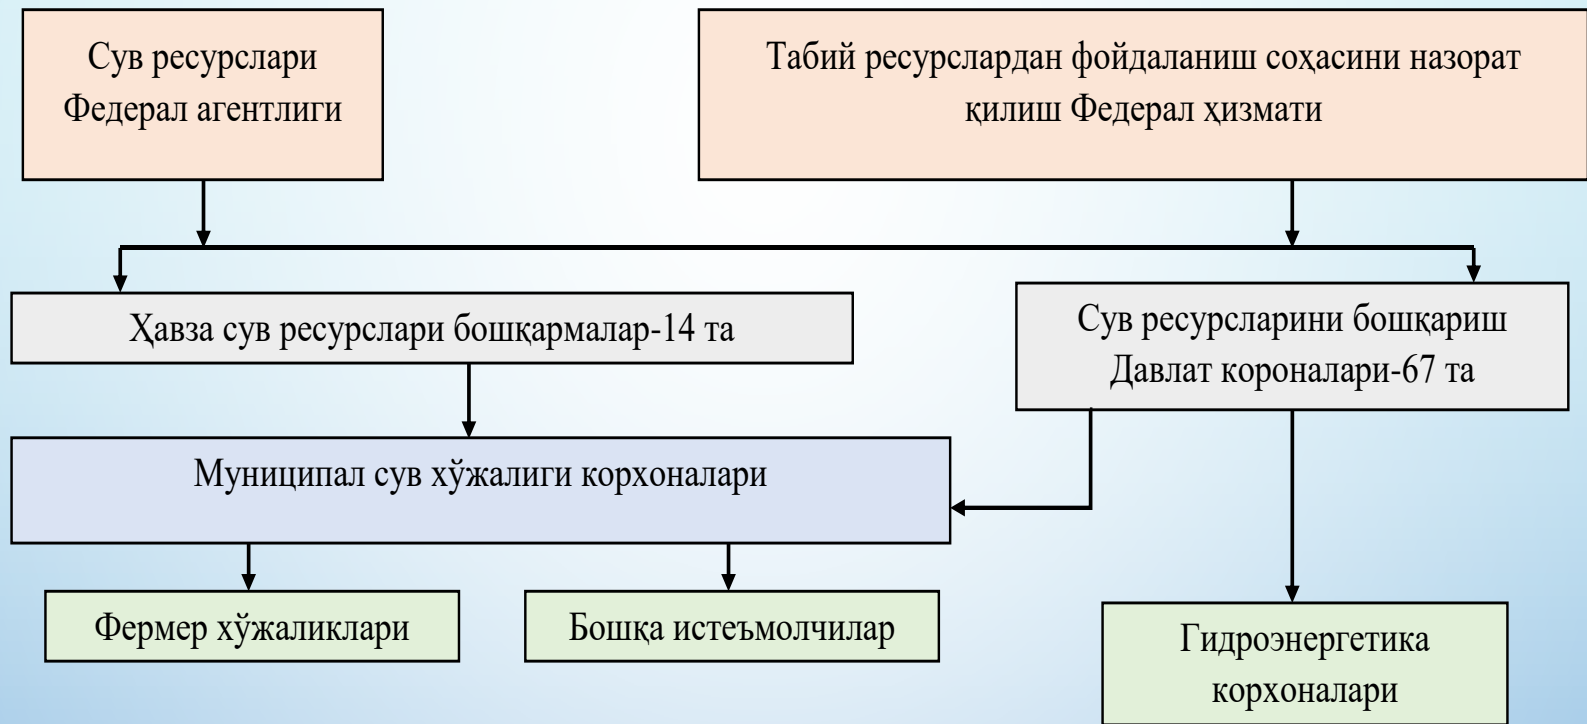 Сув ресурслари
Федерал агентлиги
Табий ресурслардан фойдаланиш соҳасини назорат
қилиш Федерал ҳизмати
Ҳавза сув ресурслари бошқармалар-14 та
Сув ресурсларини бошқариш
Давлат короналари-67 та
Муниципал сув хўжалиги корхоналари
Фермер хўжаликлари
Бошқа истеъмолчилар
Гидроэнергетика
корхоналари